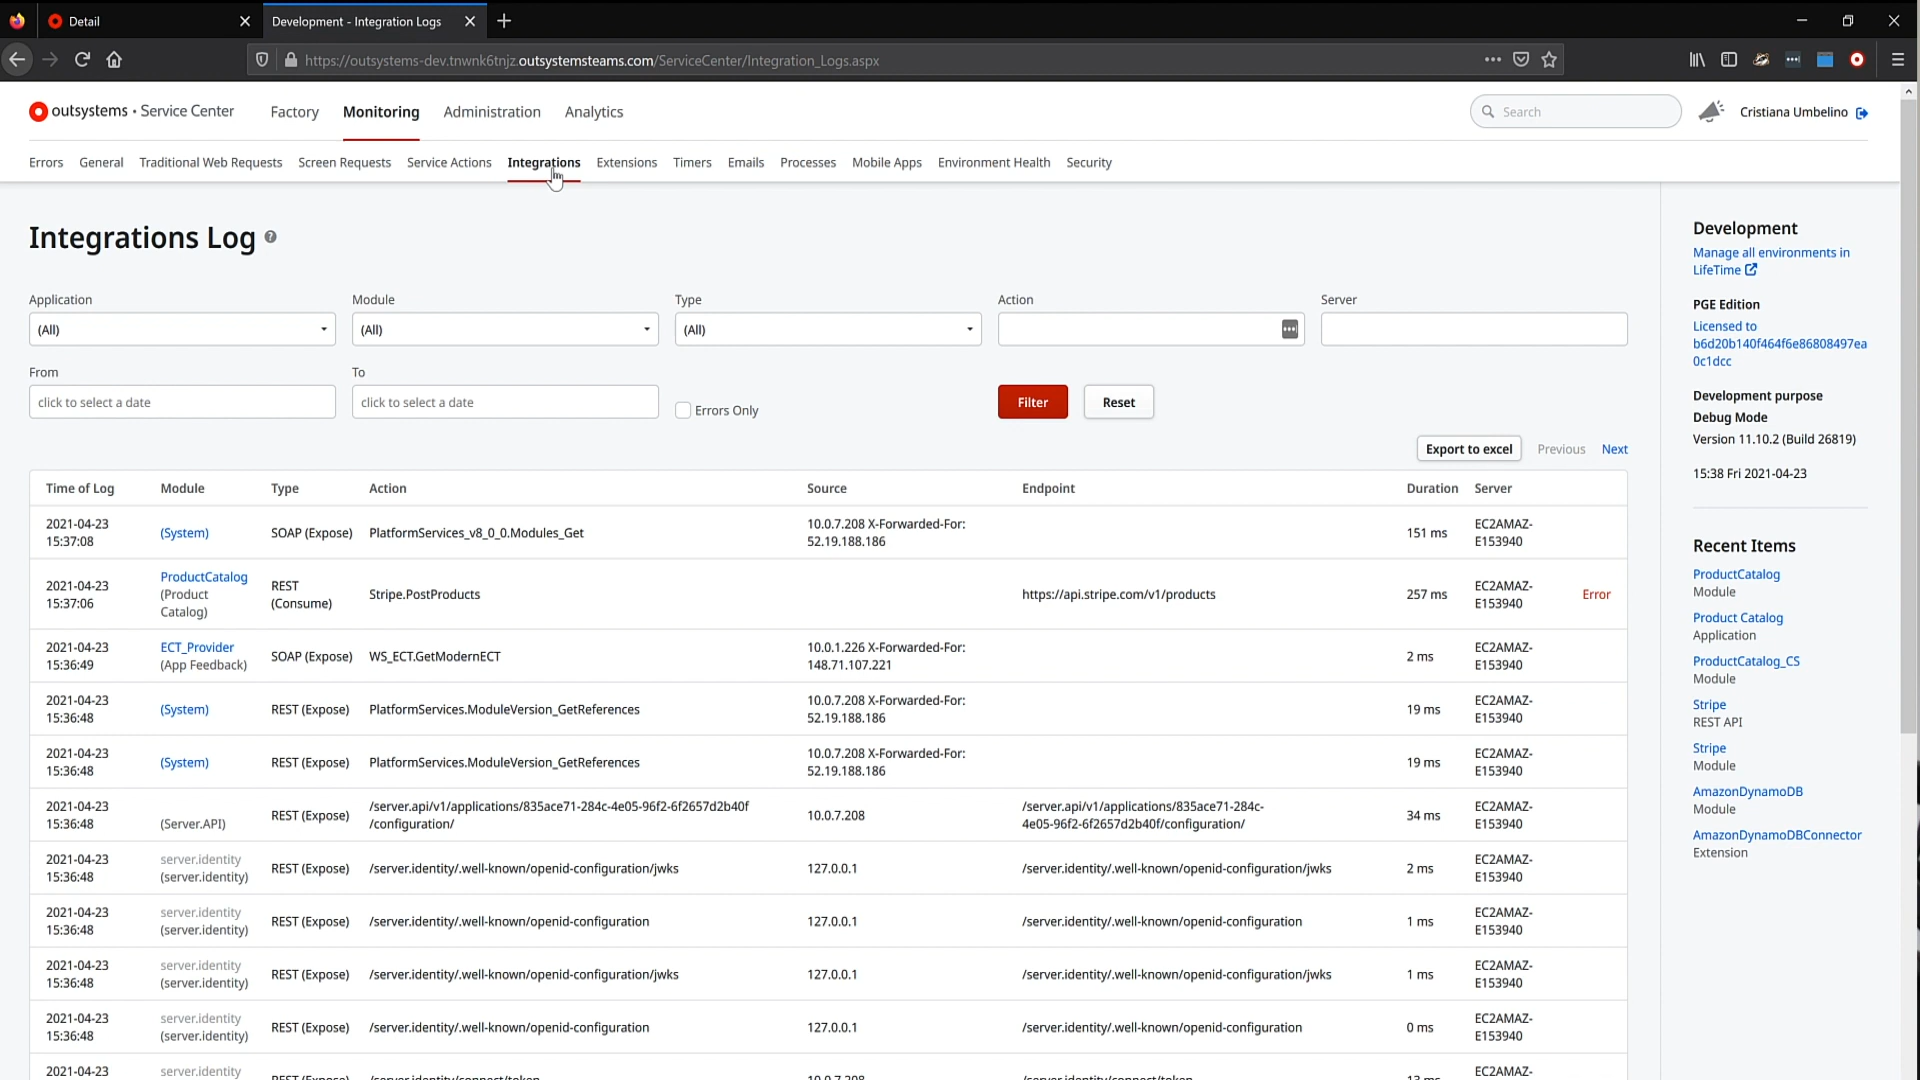 Detail
Development - Integration Logs
https://outsystems-dev.tnwnk6tnjz.outsystemsteams.com/ServiceCenter/Integration_Logs.aspx
outsystems • Service Center
Factory
Monitoring
Administration
Analytics
Search
Cristiana Umbelino
Errors
General
Traditional Web Requests
Screen Requests
Service Actions
Integrations
Extensions
Timers
Emails
Processes
Mobile Apps
Environment Health
Security
Integrations Log
Application
Module
Type
Action
Server
(All)
(All)
(All)
From
To
click to select a date
click to select a date
Errors Only
Filter
Reset
Export to excel
Previous
Next
Time of Log
Module
Type
Action
Source
Endpoint
Duration
Server
2021-04-23
15:37:08
(System)
SOAP (Expose)
PlatformServices_v8_0_0.Modules_Get
10.0.7.208 X-Forwarded-For:
52.19.188.186
151 ms
EC2AMAZ-
E153940
2021-04-23
15:37:06
ProductCatalog
(Product
Catalog)
REST
(Consume)
Stripe.PostProducts
https://api.stripe.com/v1/products
257 ms
EC2AMAZ-
E153940
Error
2021-04-23
15:36:49
ECT_Provider
(App Feedback)
SOAP (Expose)
WS_ECT.GetModernECT
10.0.1.226 X-Forwarded-For:
148.71.107.221
2 ms
EC2AMAZ-
E153940
2021-04-23
15:36:48
(System)
REST (Expose)
PlatformServices.ModuleVersion_GetReferences
10.0.7.208 X-Forwarded-For:
52.19.188.186
19 ms
EC2AMAZ-
E153940
2021-04-23
15:36:48
(System)
REST (Expose)
PlatformServices.ModuleVersion_GetReferences
10.0.7.208 X-Forwarded-For:
52.19.188.186
19 ms
EC2AMAZ-
E153940
2021-04-23
15:36:48
(Server.API)
REST (Expose)
/server.api/v1/applications/835ace71-284c-4e05-96f2-6f2657d2b40f
/configuration/
10.0.7.208
/server.api/v1/applications/835ace71-284c-
4e05-96f2-6f2657d2b40f/configuration/
34 ms
EC2AMAZ-
E153940
2021-04-23
15:36:48
server.identity
(server.identity)
REST (Expose)
/server.identity/.well-known/openid-configuration/jwks
127.0.0.1
/server.identity/.well-known/openid-configuration/jwks
2 ms
EC2AMAZ-
E153940
2021-04-23
15:36:48
server.identity
(server.identity)
REST (Expose)
/server.identity/.well-known/openid-configuration
127.0.0.1
/server.identity/.well-known/openid-configuration
1 ms
EC2AMAZ-
E153940
2021-04-23
15:36:48
server.identity
(server.identity)
REST (Expose)
/server.identity/.well-known/openid-configuration/jwks
127.0.0.1
/server.identity/.well-known/openid-configuration/jwks
1 ms
EC2AMAZ-
E153940
2021-04-23
15:36:48
server.identity
(server.identity)
REST (Expose)
/server.identity/.well-known/openid-configuration
127.0.0.1
/server.identity/.well-known/openid-configuration
0 ms
EC2AMAZ-
E153940
2021-04-23
server.identity
EC2AMAZ-
Development
Manage all environments in
LifeTime
PGE Edition
Licensed to
b6d20b140f464f6e86808497ea
0c1dcc
Development purpose
Debug Mode
Version 11.10.2 (Build 26819)
15:38 Fri 2021-04-23
Recent Items
ProductCatalog
Module
Product Catalog
Application
ProductCatalog_CS
Module
Stripe
REST API
Stripe
Module
AmazonDynamoDB
Module
AmazonDynamoDBConnector
Extension